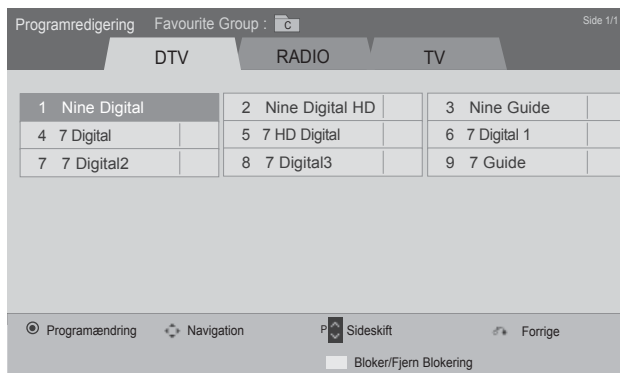 Programredigering Favourite Group : C Side 1/1
DTV RADIO TV
1 Nine Digital 2 Nine Digital HD 3 Nine Guide
4 7 Digital 5 7 HD Digital 6 7 Digital 1
7 7 Digital2 8 7 Digital3 9 7 Guide
Programændring Navigation P Sideskift Forrige
Bloker/Fjern Blokering